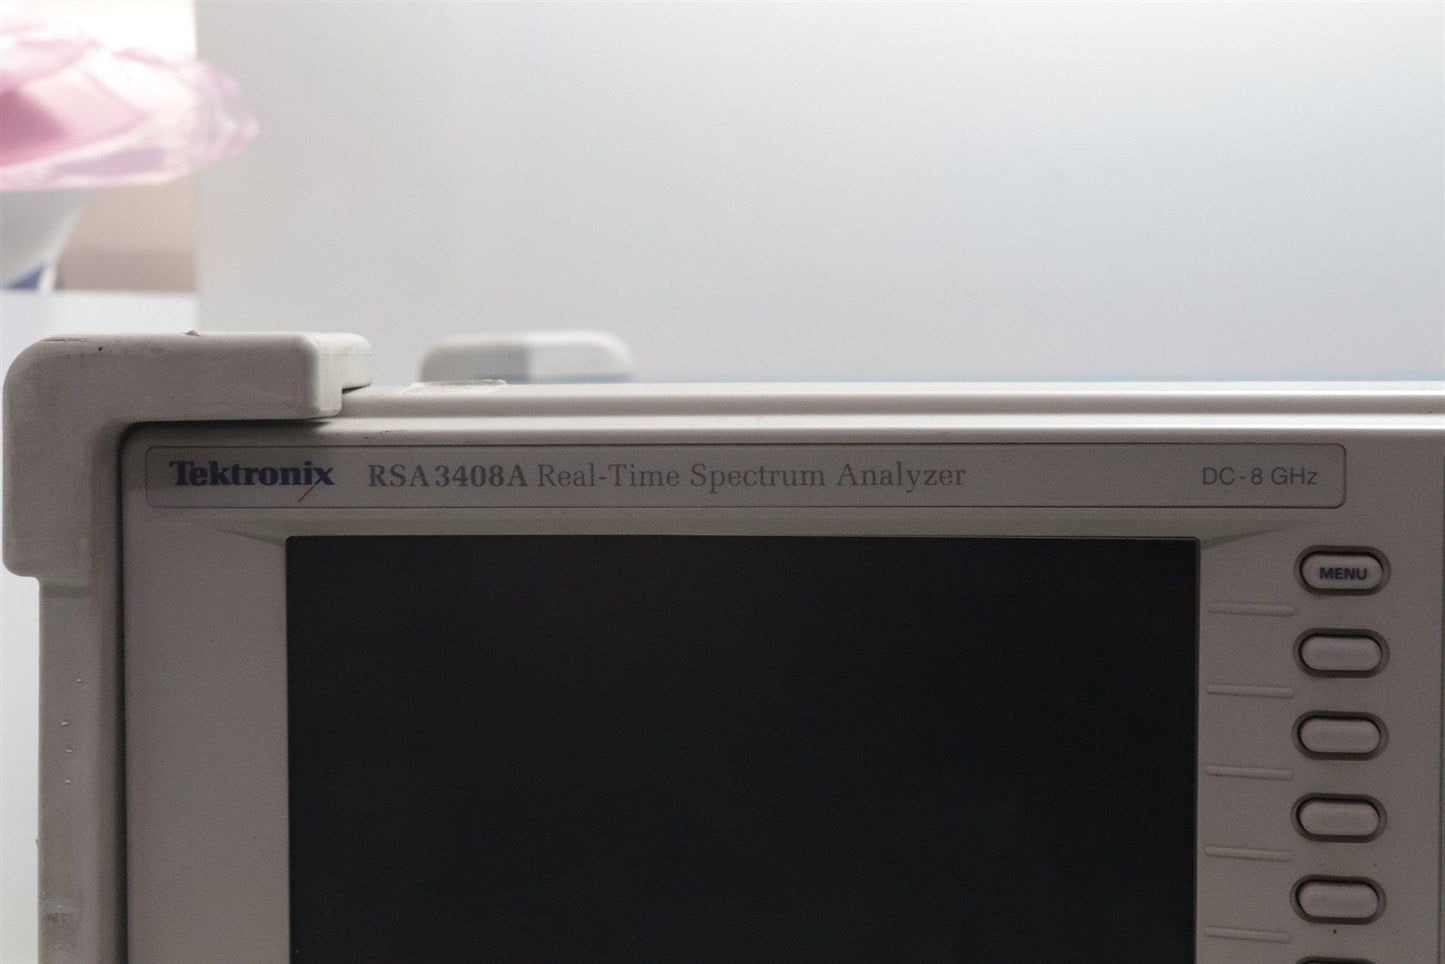 Tektronix RSA3408A Real-Time Spectrum Analyzer DC-8 GHz
MENU